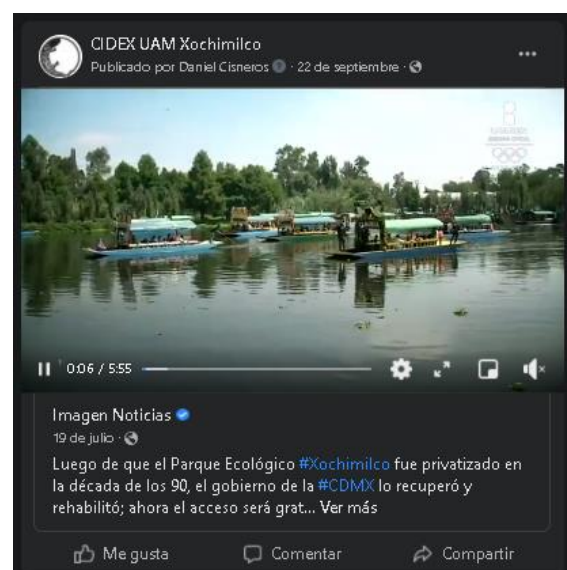 CIDEX UAM Xochimilco
Publicado por Daniel Cisneros · 22 de septiembre ·
0:06 / 5:55
Imagen Noticias
19 de julio ·
Luego de que el Parque Ecológico #Xochimilco fue privatizado en
la década de los 90, el gobierno de la #CDMX lo recuperó y
rehabilitó; ahora el acceso será grat... Ver más
Me gusta Comentar Compartir